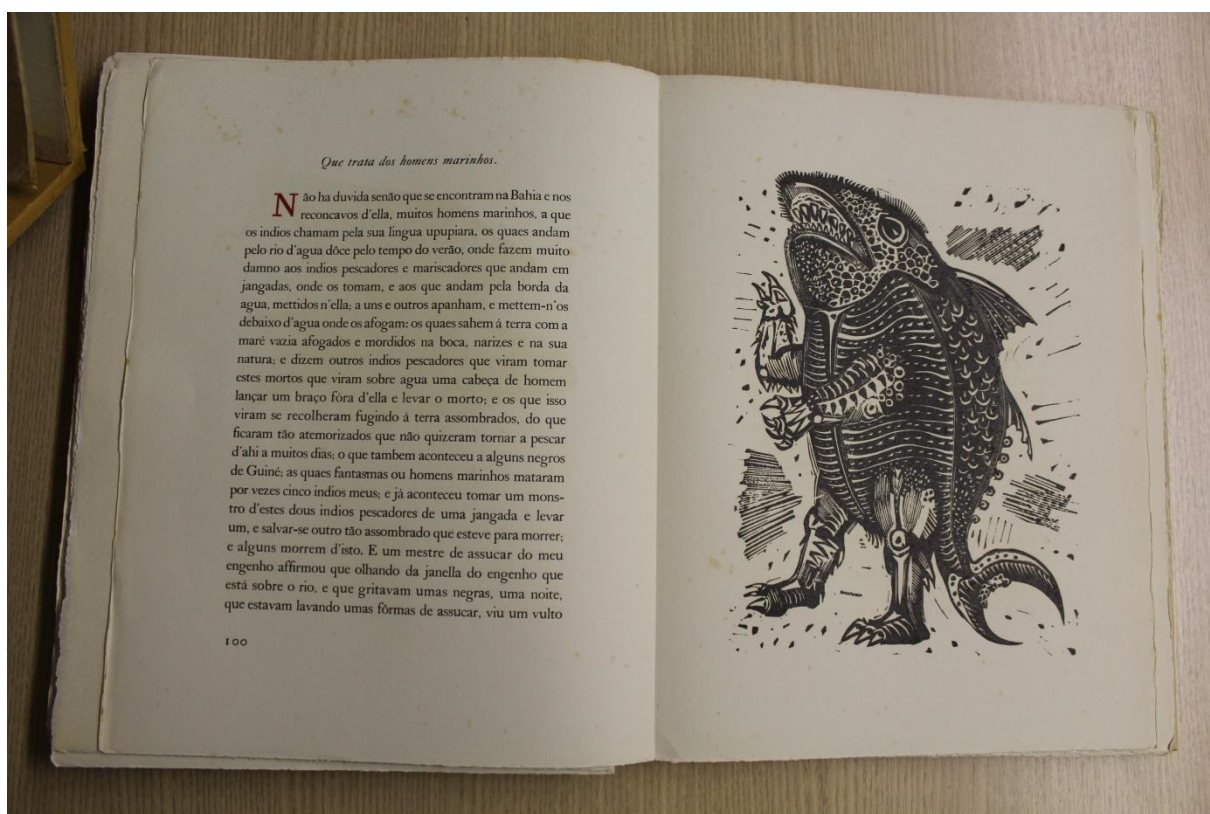 Que trata dos homens marinhos.
Não ha duvida senão que se encontram na Bahia e nos
reconcavos d'ella, muitos homens marinhos, a que
os indios chamam pela sua lingua upupiara, os quaes andam
pelo rio d'agua dôce pelo tempo do verão, onde fazem muito
damno aos indios pescadores e mariscadores que andam em
jangadas, onde os tomam, e aos que andam pela borda da
agua, mettidos n'ella; a uns e outros apanham, e mettem-n'os
debaixo d'agua onde os afogam: os quaes sahem á terra com a
maré vazia afogados e mordidos na boca, narizes e na sua
natura; e dizem outros indios pescadores que viram tomar
estes mortos que viram sobre agua uma cabeça de homem
lançar um braço fóra d'ella e levar o morto; e os que isso
viram se recolheram fugindo á terra assombrados, do que
ficaram tão atemorizados que não quizeram tornar a pescar
d'ahi a muitos dias; o que tambem aconteceu a alguns negros
de Guiné; as quaes fantasmas ou homens marinhos mataram
por vezes cinco indios meus; e já aconteceu tomar um mons-
tro d'estes dous indios pescadores de uma jangada e levar
um, e salvar-se outro tão assombrado que esteve para morrer;
e alguns morrem d'isto. E um mestre de assucar do meu
engenho affirmou que olhando da janella do engenho que
está sobre o rio, e que gritavam umas negras, uma noite,
que estavam lavando umas fôrmas de assucar, viu um vulto
100